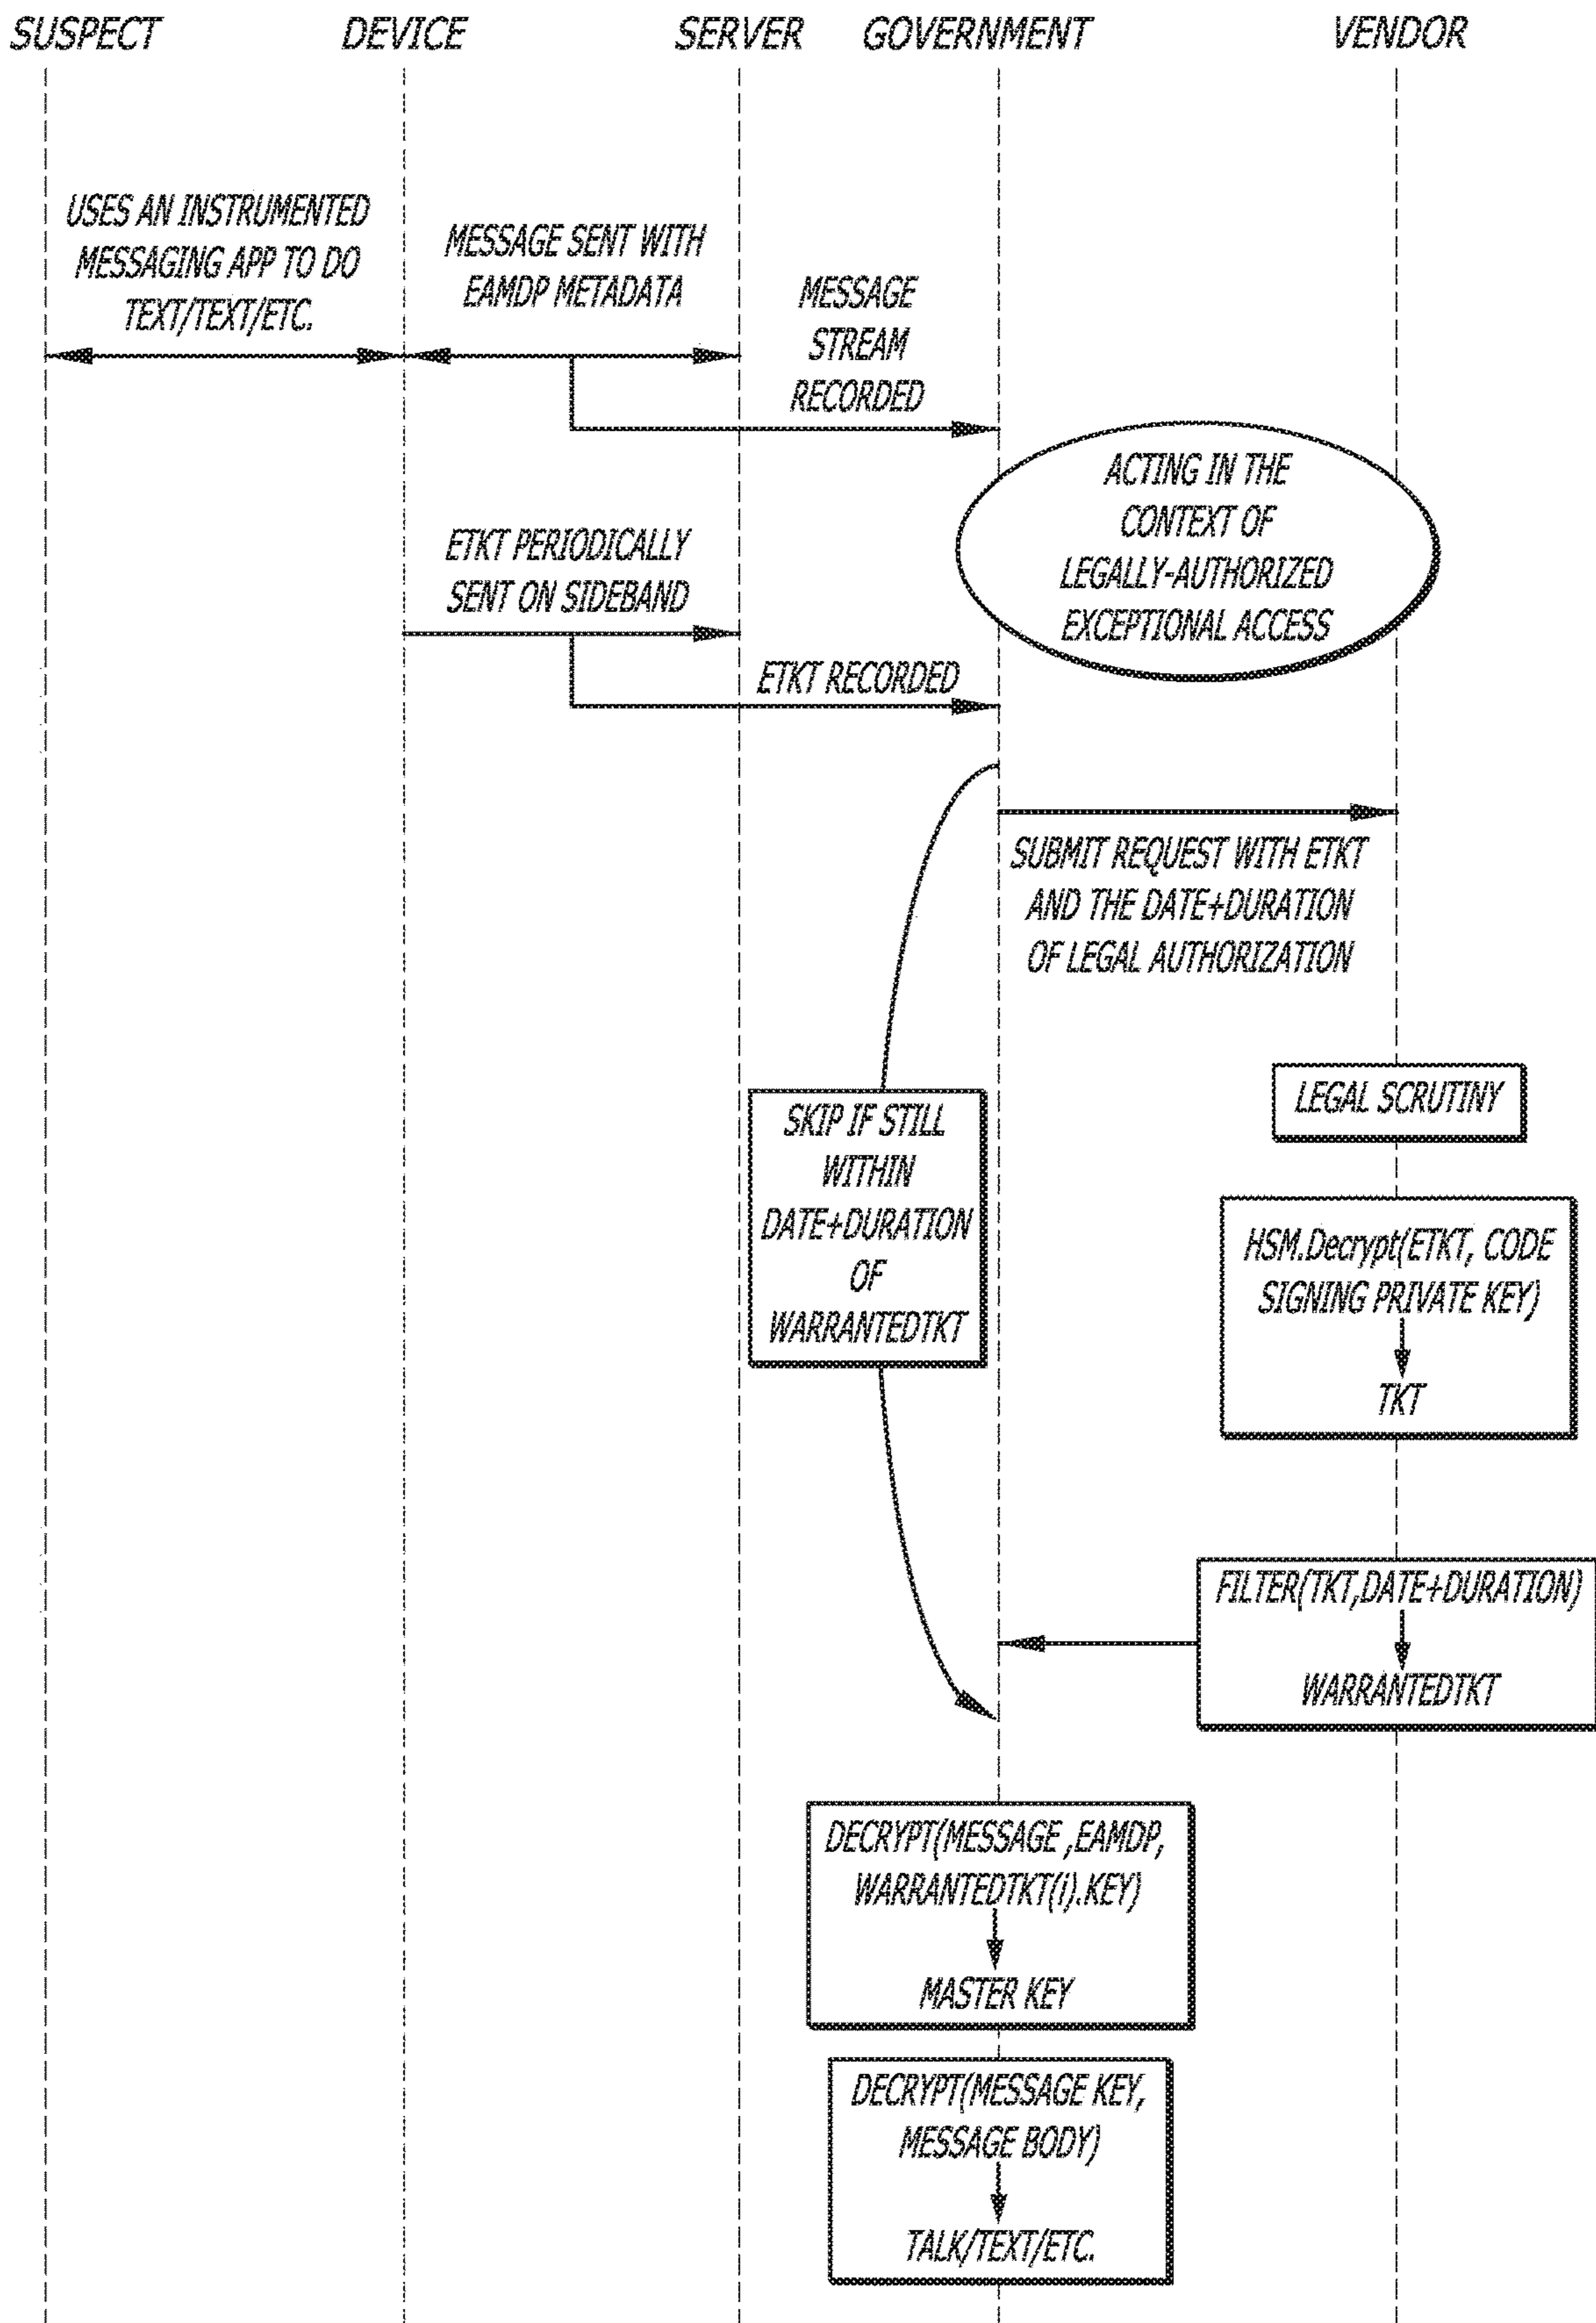 SUSPECT
DEVICE
SERVER
GOVERNMENT
VENDOR
USES AN INSTRUMENTED
MESSAGING APP TO DO
TEXT/TEXT/ETC.
MESSAGE SENT WITH
EAMDP METADATA
MESSAGE
STREAM
RECORDED
ACTING IN THE
CONTEXT OF
LEGALLY-AUTHORIZED
EXCEPTIONAL ACCESS
ETKT PERIODICALLY
SENT ON SIDEBAND
ETKT RECORDED
SUBMIT REQUEST WITH ETKT
AND THE DATE+DURATION
OF LEGAL AUTHORIZATION
LEGAL SCRUTINY
SKIP IF STILL
WITHIN
DATE+DURATION
OF
WARRANTEDTKT
HSM.Decrypt(ETKT, CODE
SIGNING PRIVATE KEY)
TKT
FILTER(TKT,DATE+DURATION)
WARRANTEDTKT
DECRYPT(MESSAGE ,EAMDP,
WARRANTEDTKT(i).KEY)
MASTER KEY
DECRYPT(MESSAGE KEY,
MESSAGE BODY)
TALK/TEXT/ETC.